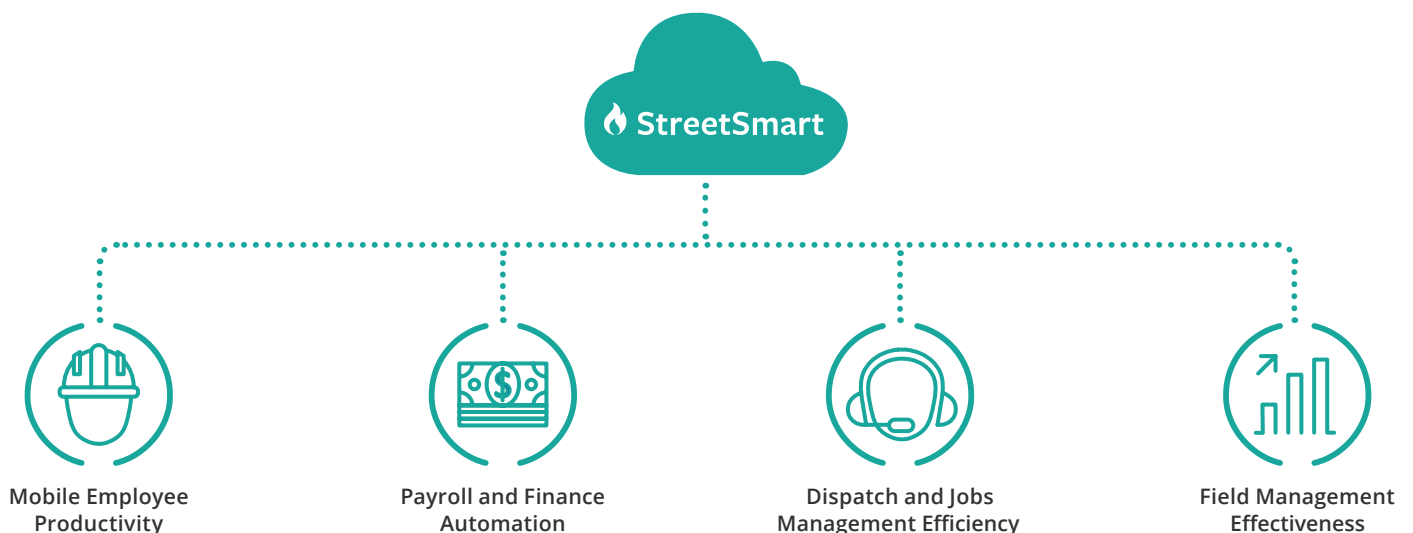 StreetSmart
Mobile Employee
Productivity
Payroll and Finance
Automation
Dispatch and Jobs
Management Efficiency
Field Management
Effectiveness